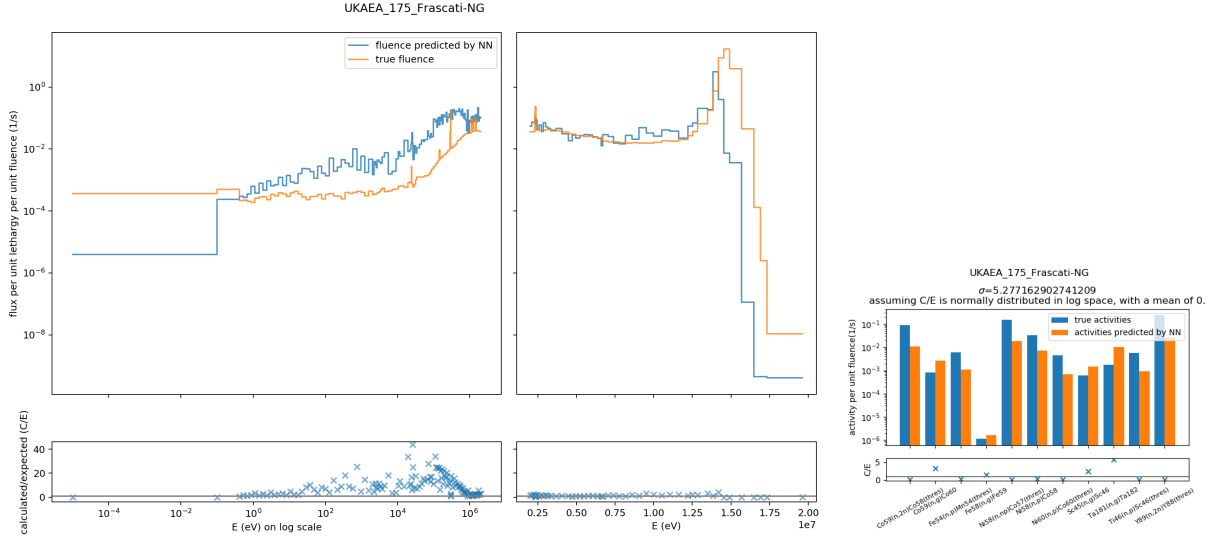 UKAEA_175_Frascati-NG
fluence predicted by NN
true fluence
flux per unit lethargy per unit fluence (1/s)
10^0
10^-2
10^-4
10^-6
10^-8
calculated/expected (C/E)
40
20
0
10^-4 10^-2 10^0 10^2 10^4 10^6
E (eV) on log scale
0.25 0.50 0.75 1.00 1.25 1.50 1.75 2.00
1e7
E (eV)
UKAEA_175_Frascati-NG
σ=5.277162902741209
assuming C/E is normally distributed in log space, with a mean of 0.
true activities
activities predicted by NN
activity per unit fluence(1/s)
10^-1
10^-2
10^-3
10^-4
10^-5
10^-6
C/E
5
0
Co59(n,2n)Co58(thres)
Co59(n,g)Co60
Fe54(n,p)Mn54(thres)
Fe58(n,g)Fe59
Ni58(n,np)Co57(thres)
Ni58(n,p)Co58
Ni60(n,p)Co60(thres)
Sc45(n,g)Sc46
Ta181(n,g)Ta182
Ti46(n,p)Sc46(thres)
Y89(n,2n)Y88(thres)